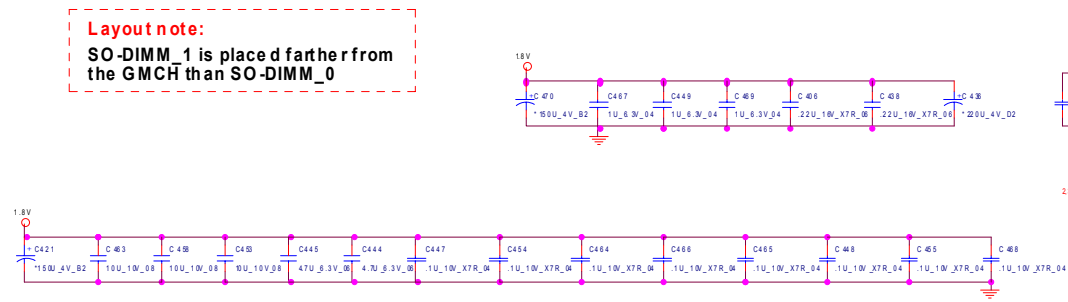 Layout note:
SO-DIMM_1 is placed farther from
the GMCH than SO-DIMM_0
1.8V
+C470 C467 C449 C469 C406 C438 +C436
*150U_4V_B2 1U_6.3V_04 1U_6.3V_04 1U_6.3V_04 .22U_16V_X7R_06 .22U_16V_X7R_06 *220U_4V_D2
2.
1.8V
+C421 C463 C458 C453 C445 C444 C447 C454 C464 C466 C465 C448 C455 C468
*150U_4V_B2 10U_10V_08 10U_10V_08 10U_10V_08 4.7U_6.3V_06 4.7U_6.3V_06 .1U_10V_X7R_04 .1U_10V_X7R_04 .1U_10V_X7R_04 .1U_10V_X7R_04 .1U_10V_X7R_04 .1U_10V_X7R_04 .1U_10V_X7R_04 .1U_10V_X7R_04